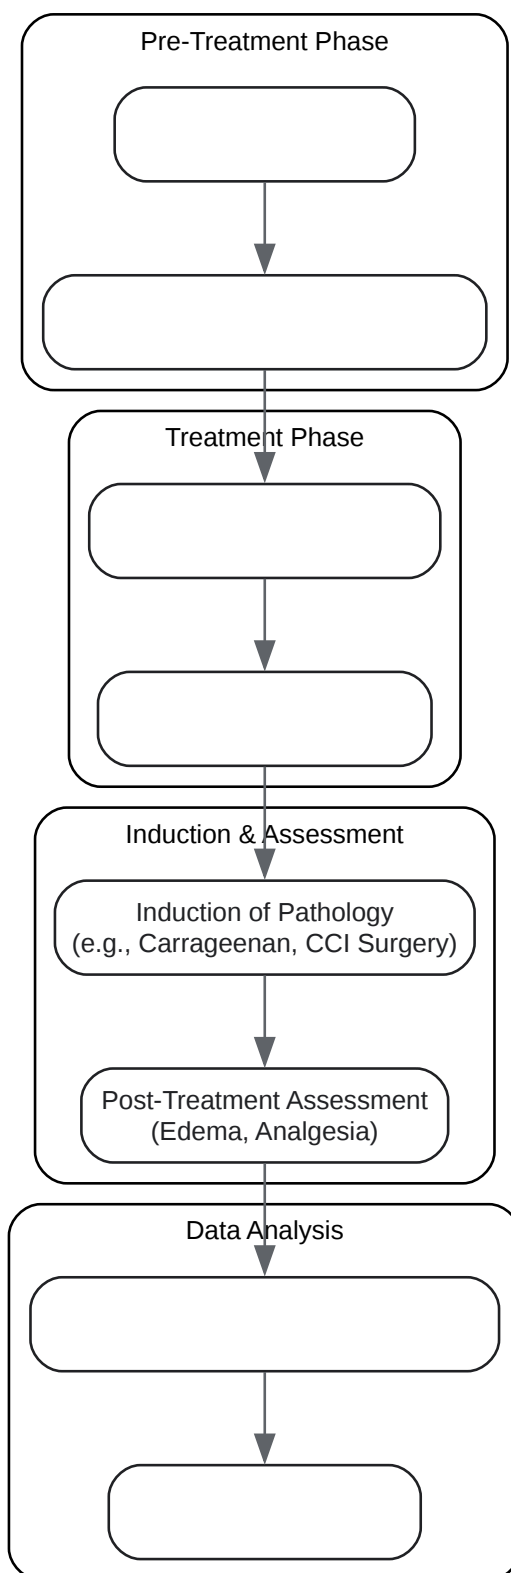 Pre-Treatment Phase
Treatment Phase
Induction & Assessment
Induction of Pathology
(e.g., Carrageenan, CCI Surgery)
Post-Treatment Assessment
(Edema, Analgesia)
Data Analysis